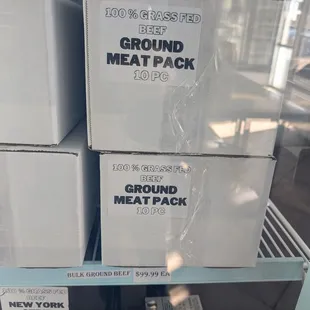 100 % GRASS FED
BEEF
GROUND
MEAT PACK
10 PC
100 % GRASS FED
BEEF
GROUND
MEAT PACK
10 PC
BULK GROUND BEEF $99.99 EA
NEW YORK